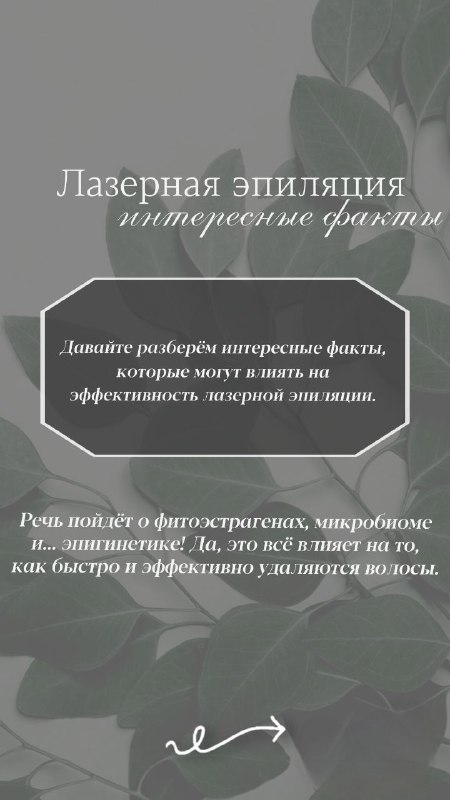 Лазерная эпиляция
интересные факты
Давайте разберём интересные факты,
которые могут влиять на
эффективность лазерной эпиляции.
Речь пойдёт о фитоэстрагенах, микробиоме
и... эпигинетике! Да, это всё влияет на то,
как быстро и эффективно удаляются волосы.